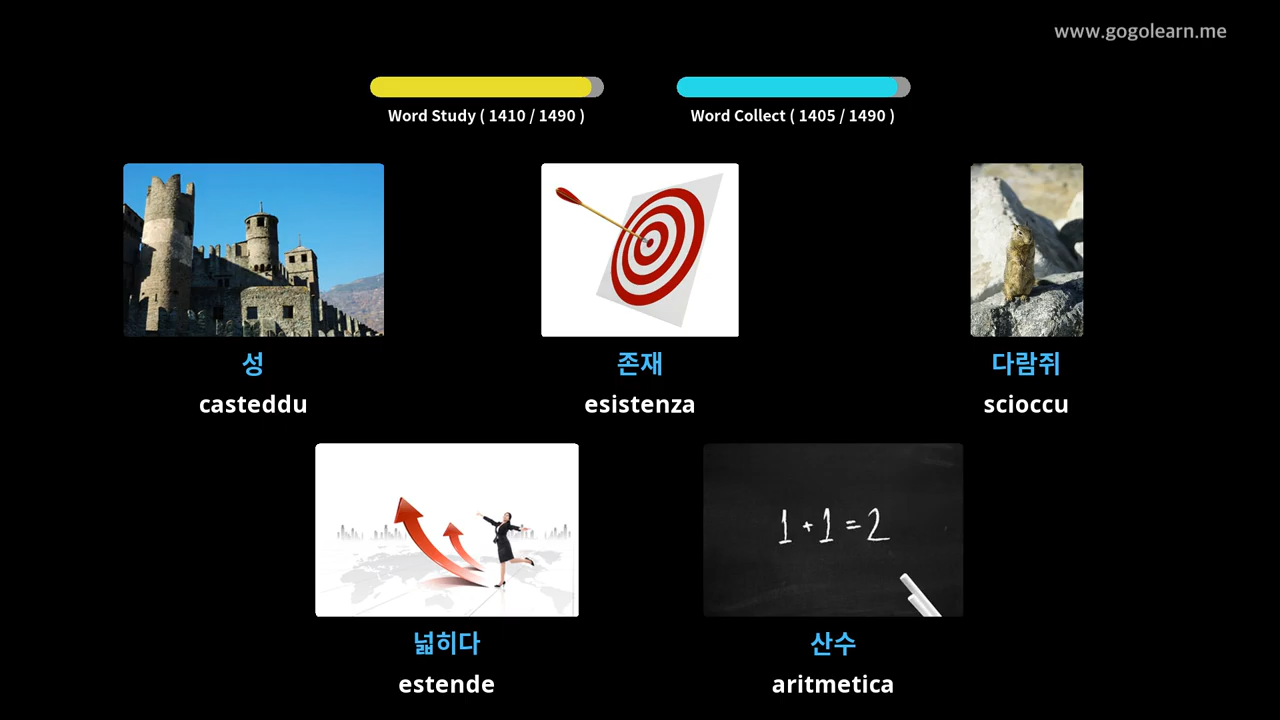 www.gogolearn.me
Word Study ( 1410 / 1490 )
Word Collect ( 1405 / 1490 )
성
casteddu
존재
esistenza
다람쥐
scioccu
1 + 1 = 2
넓히다
estende
산수
aritmetica